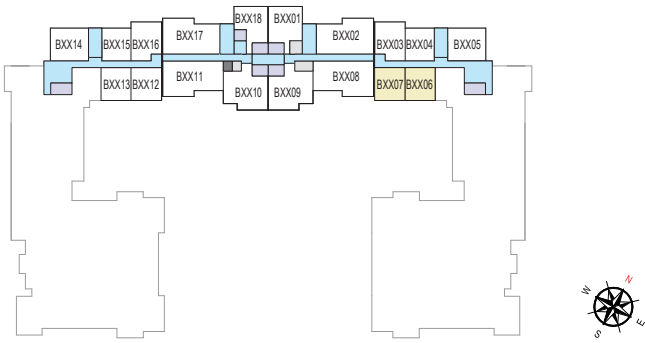 BXX18 BXX01
BXX14 BXX15 BXX16 BXX17 BXX02 BXX03 BXX04 BXX05
BXX13 BXX12 BXX11 BXX10 BXX09 BXX08 BXX07 BXX06
W N
S E